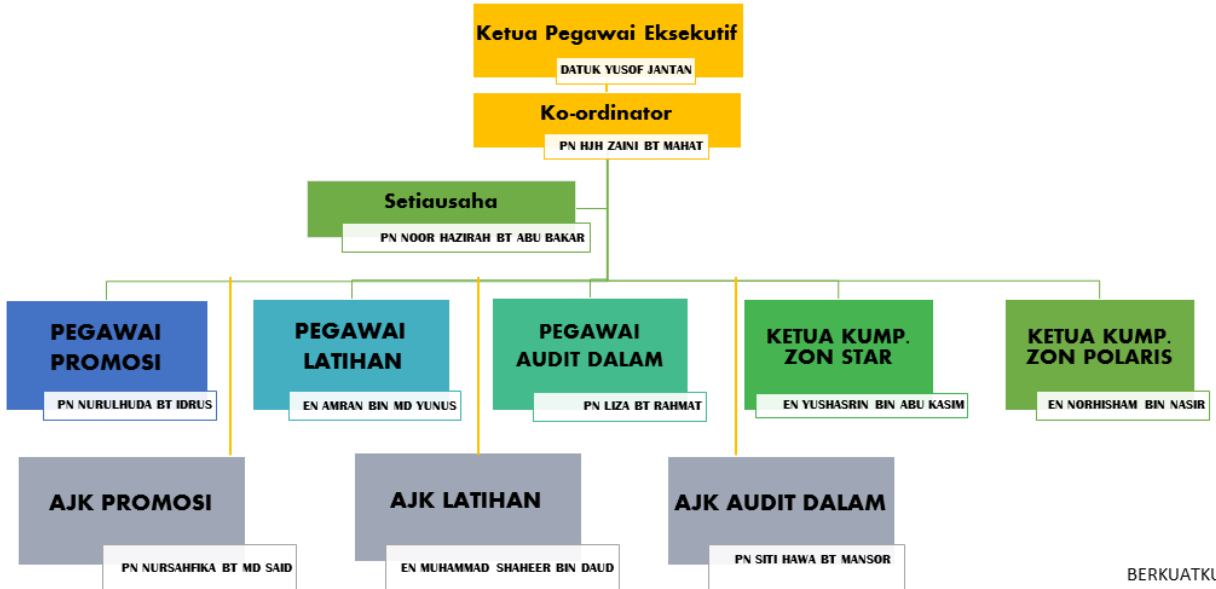 Ketua Pegawai Eksekutif
DATUK YUSOF JANTAN
Ko-ordinator
PN HJH ZAINI BT MAHAT
Setiausaha
PN NOOR HAZIRAH BT ABU BAKAR
PEGAWAI
PROMOSI
PN NURULHUDA BT IDRUS
PEGAWAI
LATIHAN
EN AMRAN BIN MD YUNUS
PEGAWAI
AUDIT DALAM
PN LIZA BT RAHMAT
KETUA KUMP.
ZON STAR
EN YUSHASRIN BIN ABU KASIM
KETUA KUMP.
ZON POLARIS
EN NORHISHAM BIN NASIR
AJK PROMOSI
PN NURSAHFIKA BT MD SAID
AJK LATIHAN
EN MUHAMMAD SHAHEER BIN DAUD
AJK AUDIT DALAM
PN SITI HAWA BT MANSOR